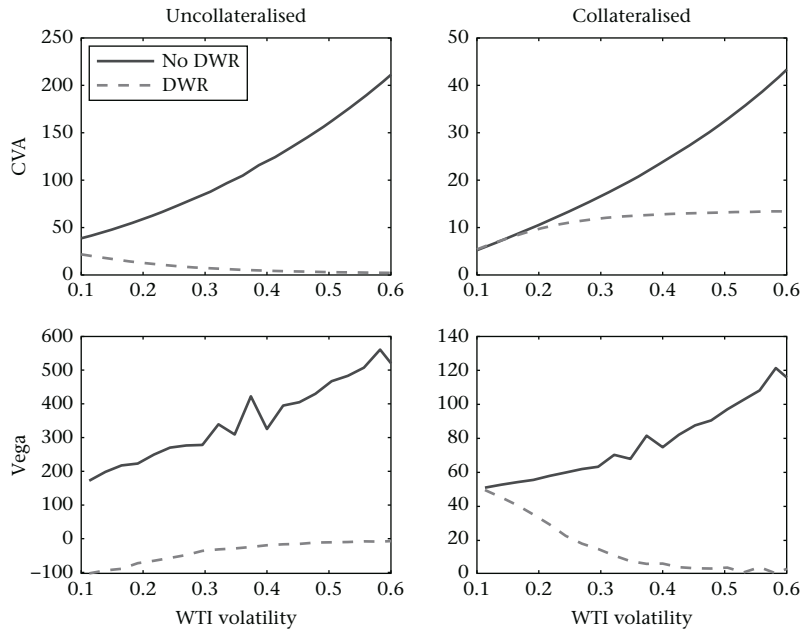 Uncollateralised
Collateralised
CVA
250
200
150
100
50
0
No DWR
DWR
0.1 0.2 0.3 0.4 0.5 0.6
50
40
30
20
10
0
0.1 0.2 0.3 0.4 0.5 0.6
Vega
600
500
400
300
200
100
0
−100
0.1 0.2 0.3 0.4 0.5 0.6
WTI volatility
140
120
100
80
60
40
20
0
0.1 0.2 0.3 0.4 0.5 0.6
WTI volatility